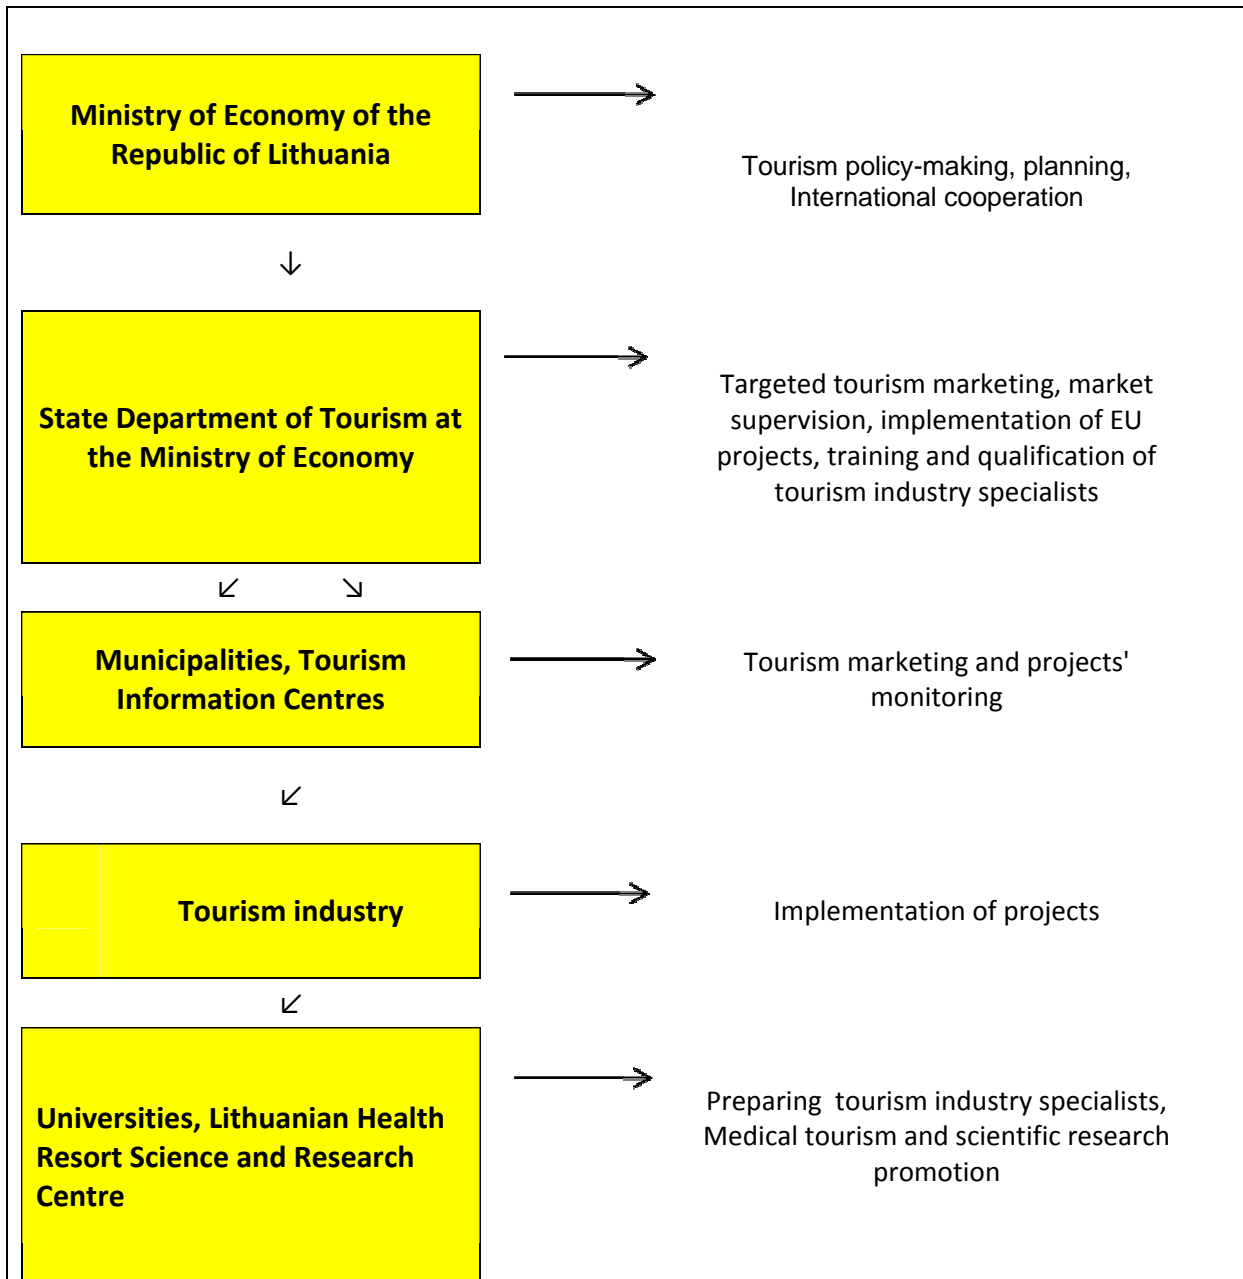 Ministry of Economy of the
Republic of Lithuania
Tourism policy-making, planning,
International cooperation
State Department of Tourism at
the Ministry of Economy
Targeted tourism marketing, market
supervision, implementation of EU
projects, training and qualification of
tourism industry specialists
Municipalities, Tourism
Information Centres
Tourism marketing and projects'
monitoring
Tourism industry
Implementation of projects
Universities, Lithuanian Health
Resort Science and Research
Centre
Preparing  tourism industry specialists,
Medical tourism and scientific research
promotion